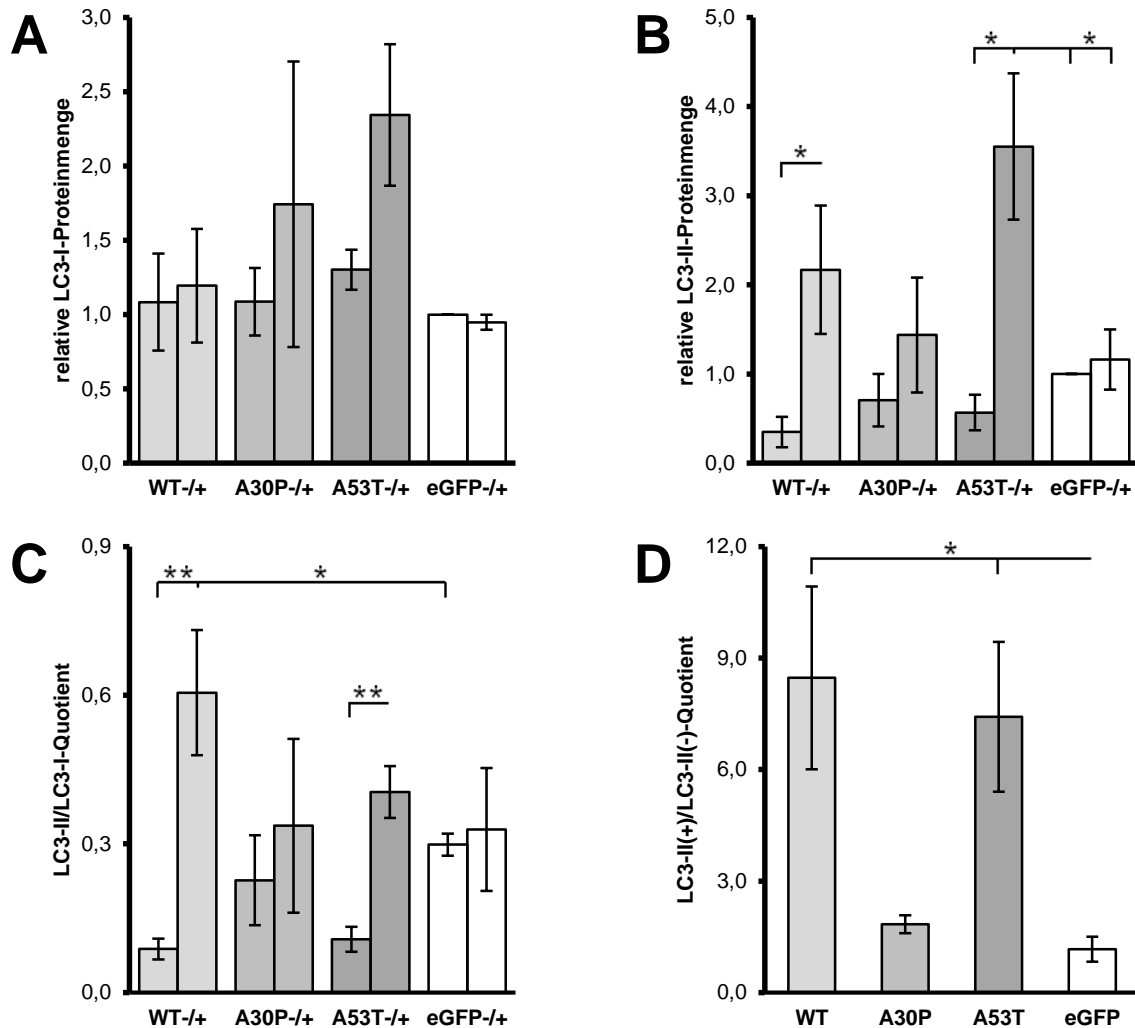 A
relative LC3-I-Proteinmenge
3,0
2,5
2,0
1,5
1,0
0,5
0,0
WT-/+ A30P-/+ A53T-/+ eGFP-/+
B
relative LC3-II-Proteinmenge
5,0
4,0
3,0
2,0
1,0
0,0
*
* *
WT-/+ A30P-/+ A53T-/+ eGFP-/+
C
LC3-II/LC3-I-Quotient
0,9
0,6
0,3
0,0
** *
**
WT-/+ A30P-/+ A53T-/+ eGFP-/+
D
LC3-II(+)/LC3-II(-)-Quotient
12,0
9,0
6,0
3,0
0,0
*
WT A30P A53T eGFP